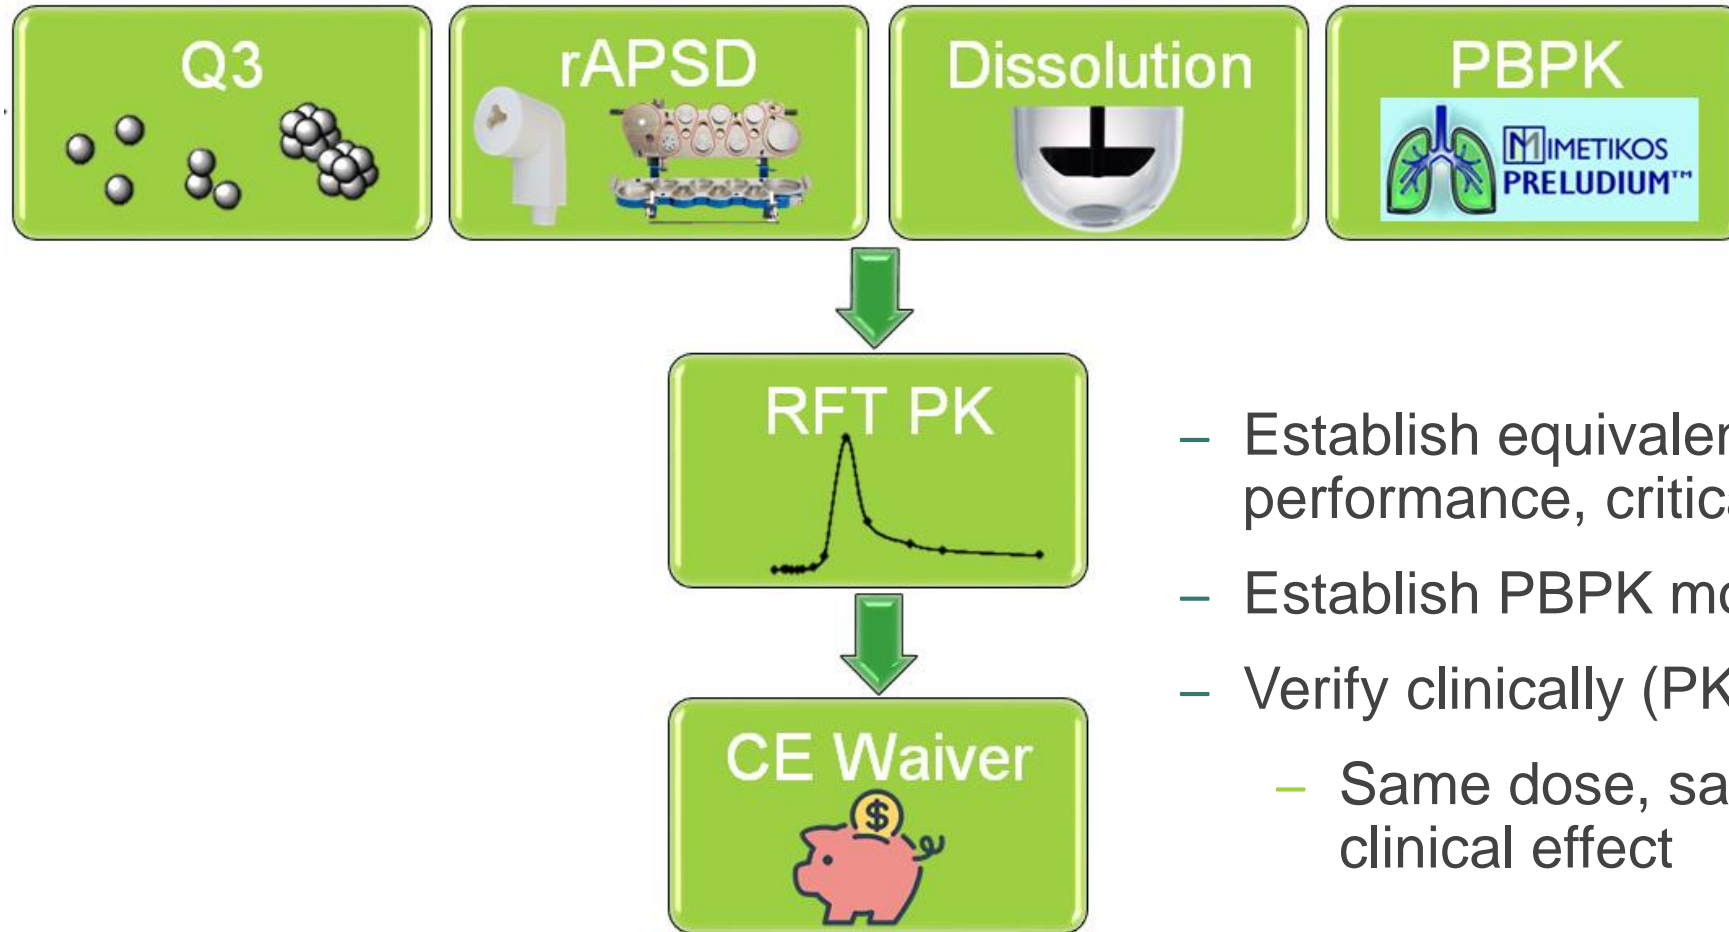 Q3
rAPSD
Dissolution
PBPK
MIMETIKOS
PRELUDIUM™
RFT PK
CE Waiver
$
– Establish
performance,
– Establish PBPK
– Verify clinically (PK
– Same dose,
clinical effect